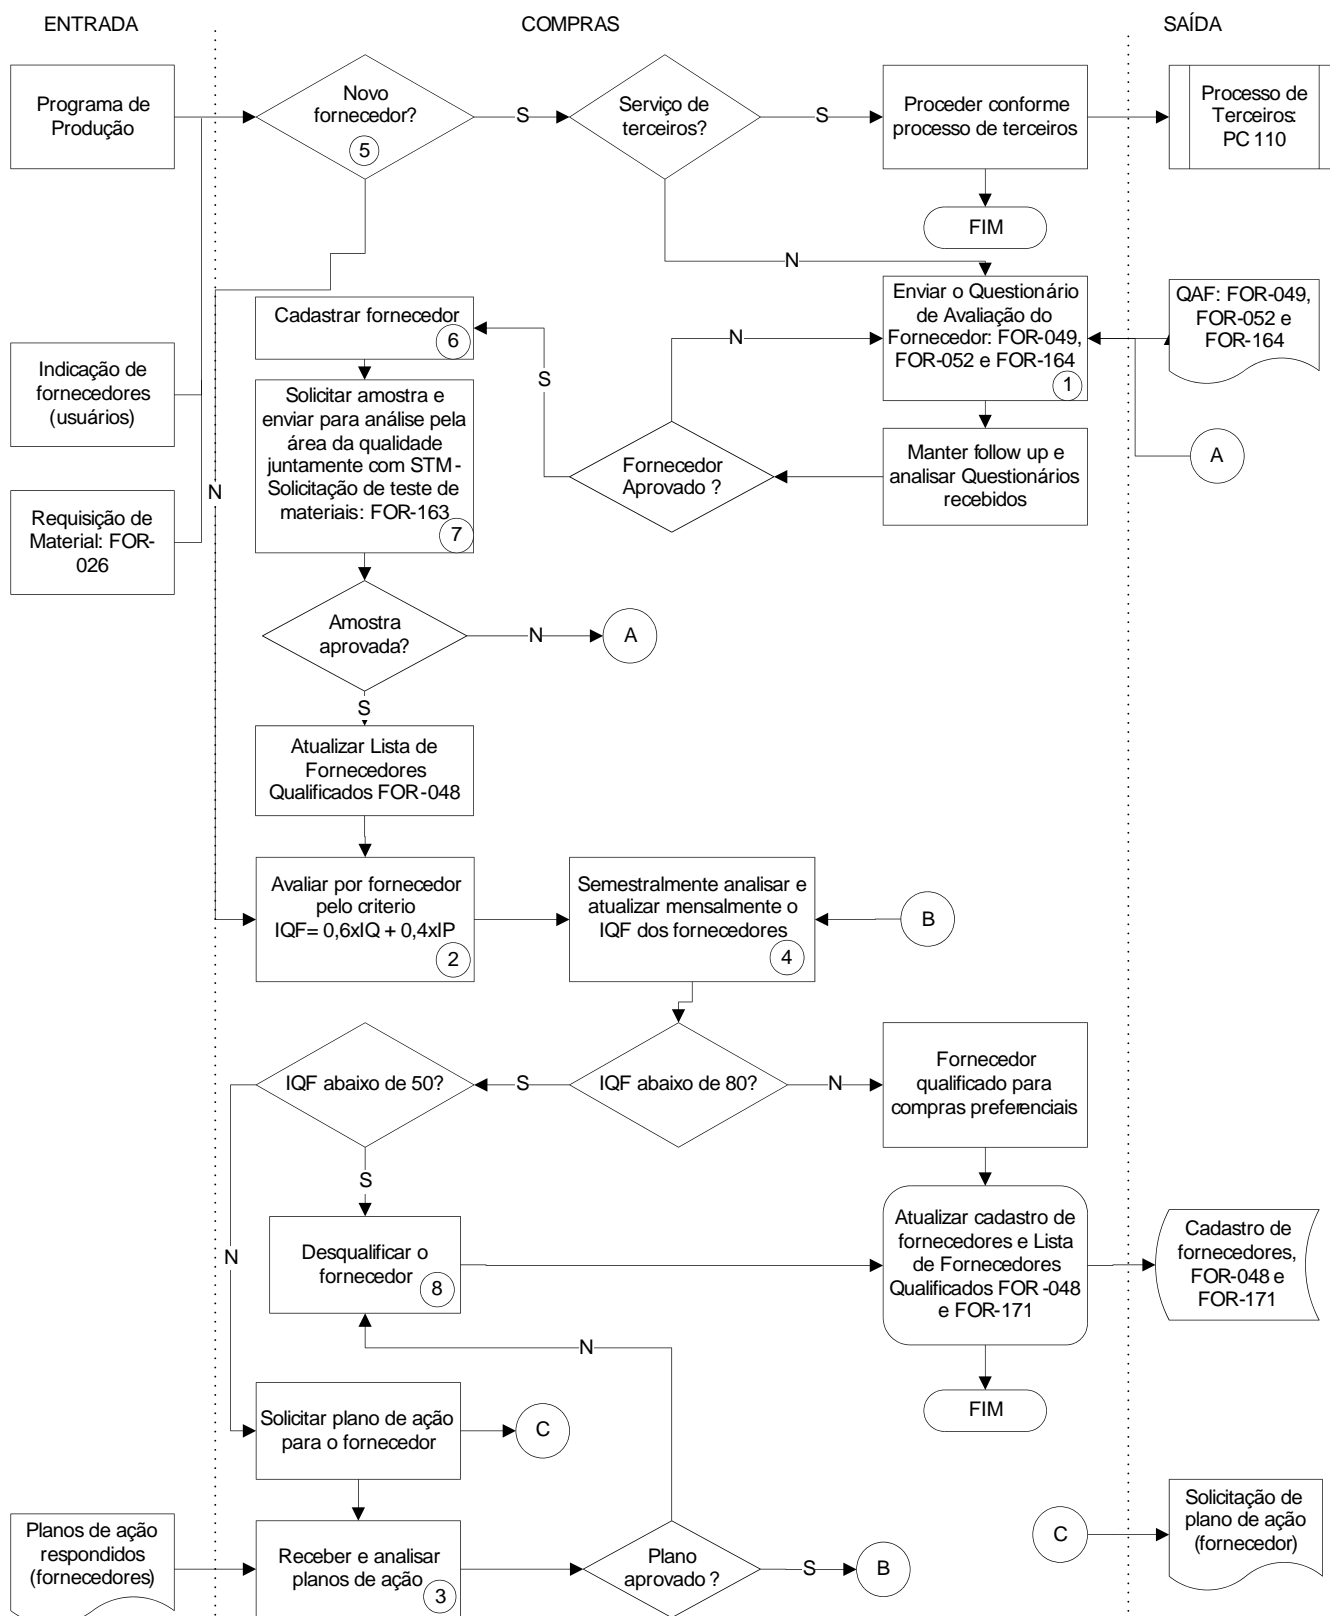 ENTRADA
COMPRAS
SAÍDA
Programa de
Produção
Novo
fornecedor?
5
S
Serviço de
terceiros?
S
Proceder conforme
processo de terceiros
Processo de
Terceiros:
PC 110
FIM
N
Indicação de
fornecedores
(usuários)
Requisição de
Material: FOR-
026
N
Cadastrar fornecedor
6
S
N
Enviar o Questionário
de Avaliação do
Fornecedor: FOR-049,
FOR-052 e FOR-164
1
QAF: FOR-049,
FOR-052 e
FOR-164
A
Solicitar amostra e
enviar para análise pela
área da qualidade
juntamente com STM -
Solicitação de teste de
materiais: FOR-163
7
Fornecedor
Aprovado ?
Manter follow up e
analisar Questionários
recebidos
Amostra
aprovada?
N
A
S
Atualizar Lista de
Fornecedores
Qualificados FOR -048
Avaliar por fornecedor
pelo criterio
IQF= 0,6xIQ + 0,4xIP
2
Semestralmente analisar e
atualizar mensalmente o
IQF dos fornecedores
4
B
IQF abaixo de 50?
S
IQF abaixo de 80?
N
Fornecedor
qualificado para
compras preferenciais
S
N
Desqualificar o
fornecedor
8
Atualizar cadastro de
fornecedores e Lista
de Fornecedores
Qualificados FOR -048
e FOR-171
Cadastro de
fornecedores,
FOR-048 e
FOR-171
N
FIM
Solicitar plano de ação
para o fornecedor
C
Planos de ação
respondidos
(fornecedores)
Receber e analisar
planos de ação
3
Plano
aprovado ?
S
B
C
Solicitação de
plano de ação
(fornecedor)